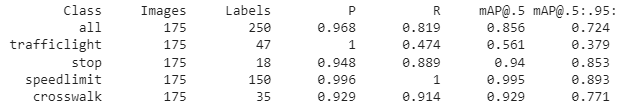 Class Images Labels P R mAP@.5 mAP@.5:.95:
all 175 250 0.968 0.819 0.856 0.724
trafficlight 175 47 1 0.474 0.561 0.379
stop 175 18 0.948 0.889 0.94 0.853
speedlimit 175 150 0.996 1 0.995 0.893
crosswalk 175 35 0.929 0.914 0.929 0.771